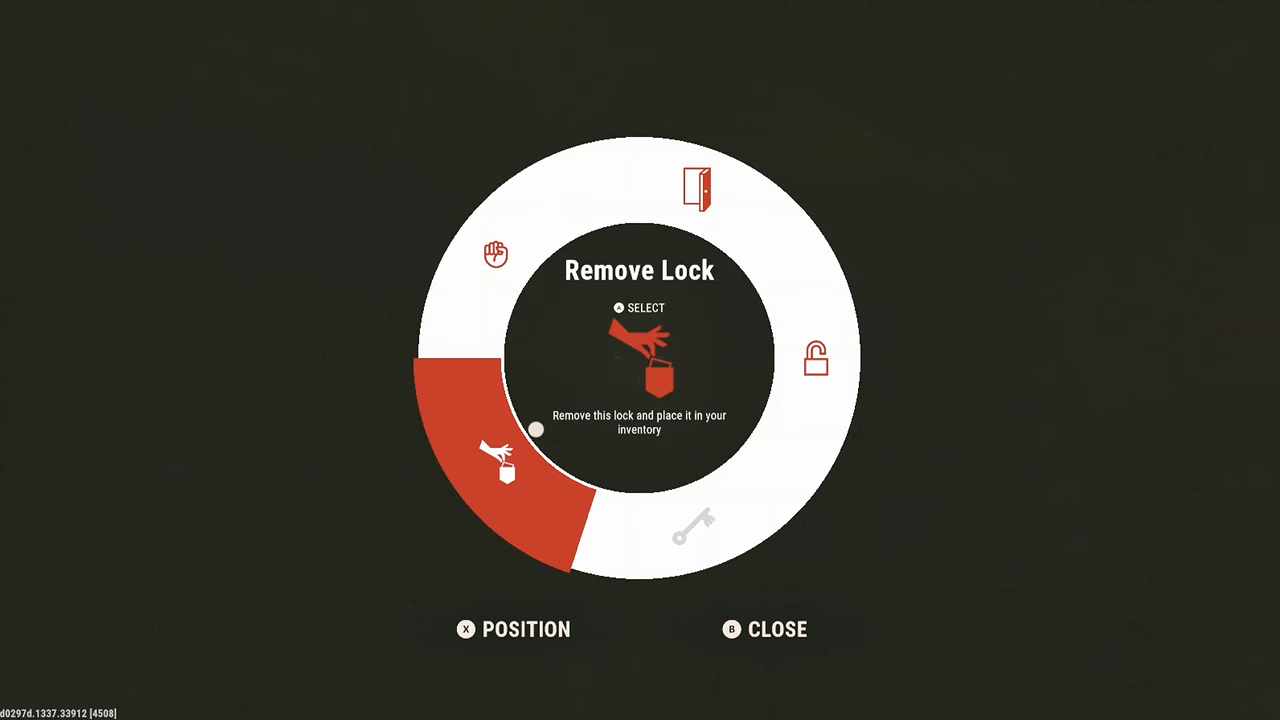 Remove Lock
A SELECT
Remove this lock and place it in your
inventory
X POSITION
B CLOSE
d0297d.1337.33912 [4508]